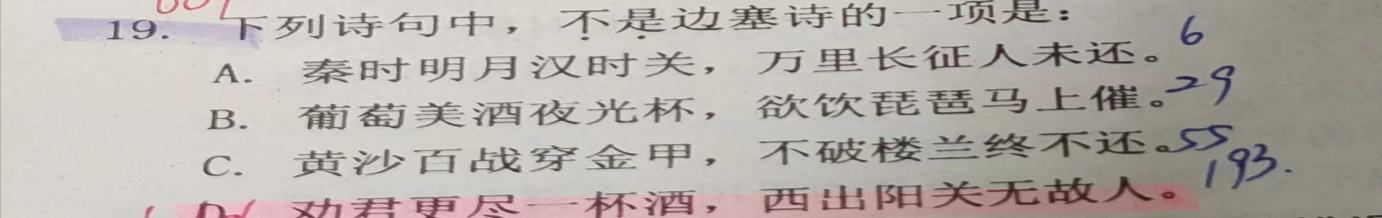 19. 下列诗句中，不是边塞诗的一项是：
A. 秦时明月汉时关，万里长征人未还。6
B. 葡萄美酒夜光杯，欲饮琵琶马上催。29
C. 黄沙百战穿金甲，不破楼兰终不还。55
193.
D. 劝君更尽一杯酒，西出阳关无故人。